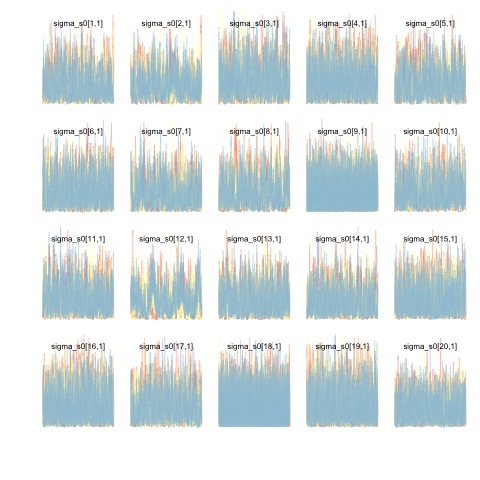 sigma_s0[1,1] sigma_s0[2,1] sigma_s0[3,1] sigma_s0[4,1] sigma_s0[5,1]
sigma_s0[6,1] sigma_s0[7,1] sigma_s0[8,1] sigma_s0[9,1] sigma_s0[10,1]
sigma_s0[11,1] sigma_s0[12,1] sigma_s0[13,1] sigma_s0[14,1] sigma_s0[15,1]
sigma_s0[16,1] sigma_s0[17,1] sigma_s0[18,1] sigma_s0[19,1] sigma_s0[20,1]